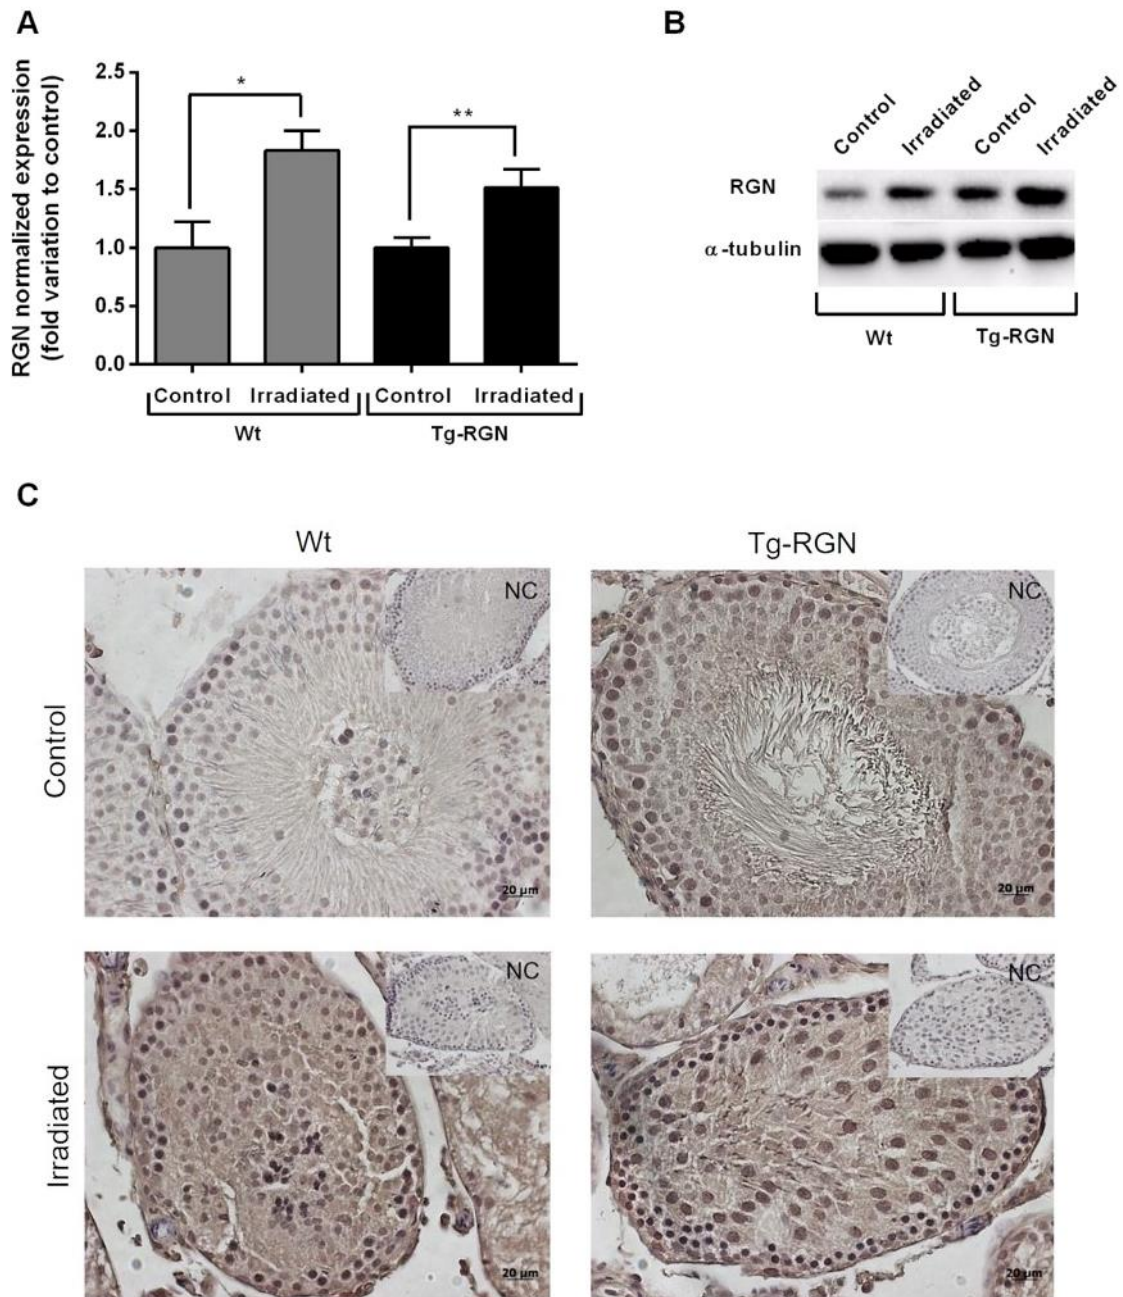 A
RGN normalized expression
(fold variation to control)
2.5
2.0
1.5
1.0
0.5
0.0
*
**
Control Irradiated Control Irradiated
Wt Tg-RGN
B
Control Irradiated Control Irradiated
RGN
α-tubulin
Wt Tg-RGN
C
Wt Tg-RGN
Control
NC
20 µm
NC
20 µm
Irradiated
NC
20 µm
NC
20 µm